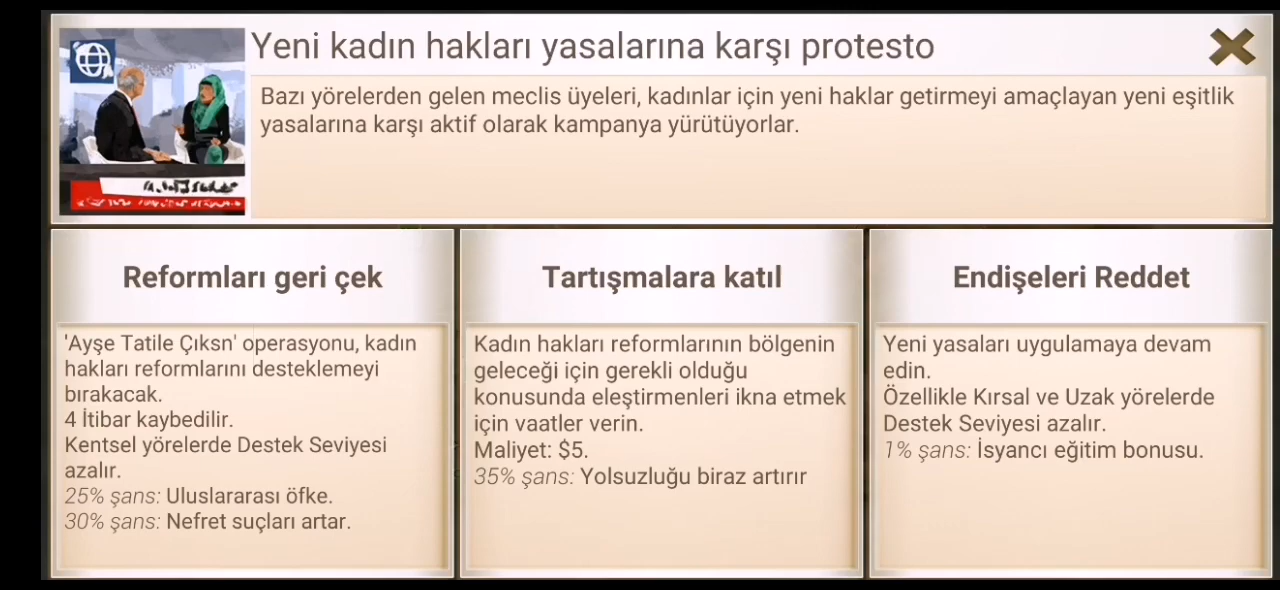 Yeni kadın hakları yasalarına karşı protesto
Bazı yörelerden gelen meclis üyeleri, kadınlar için yeni haklar getirmeyi amaçlayan yeni eşitlik
yasalarına karşı aktif olarak kampanya yürütüyorlar.
Reformları geri çek
'Ayşe Tatile Çıksn' operasyonu, kadın
hakları reformlarını desteklemeyi
bırakacak.
4 İtibar kaybedilir.
Kentsel yörelerde Destek Seviyesi
azalır.
25% şans: Uluslararası öfke.
30% şans: Nefret suçları artar.
Tartışmalara katıl
Kadın hakları reformlarının bölgenin
geleceği için gerekli olduğu
konusunda eleştirmenleri ikna etmek
için vaatler verin.
Maliyet: $5.
35% şans: Yolsuzluğu biraz artırır
Endişeleri Reddet
Yeni yasaları uygulamaya devam
edin.
Özellikle Kırsal ve Uzak yörelerde
Destek Seviyesi azalır.
1% şans: İsyancı eğitim bonusu.